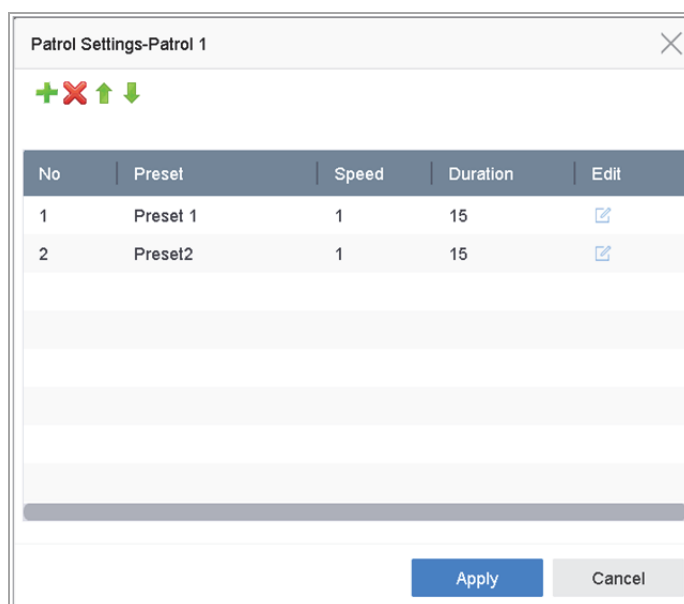 Patrol Settings-Patrol 1
No Preset Speed Duration Edit
1 Preset 1 1 15
2 Preset2 1 15
Apply Cancel